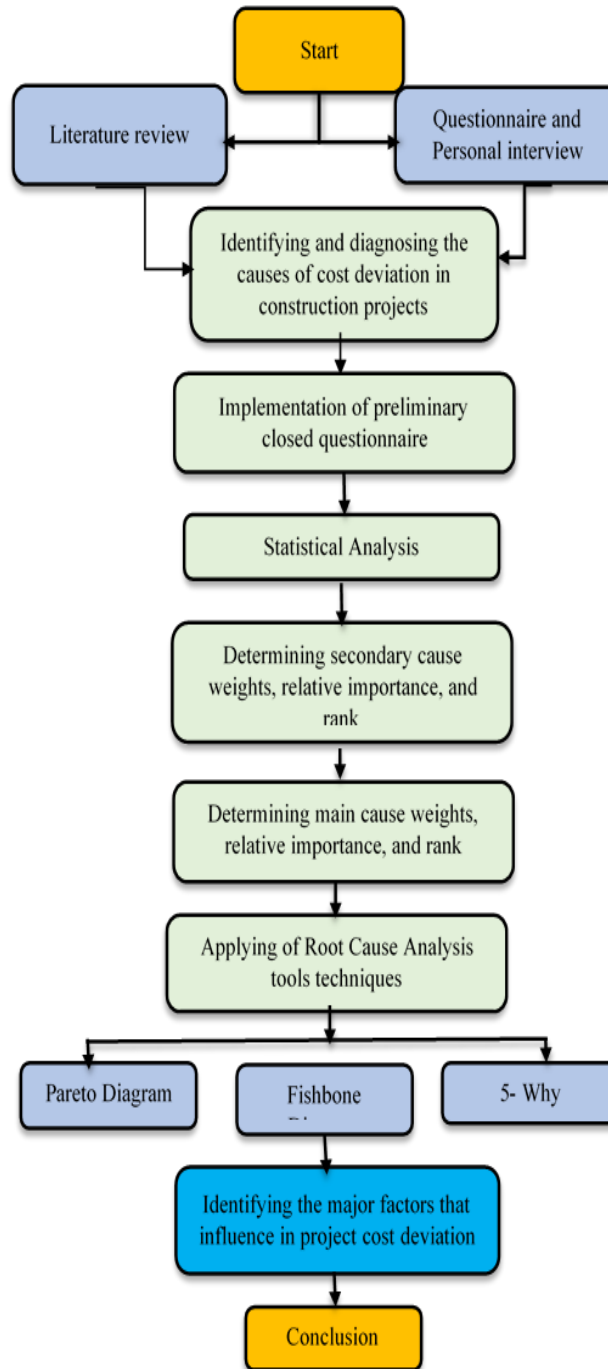 Start
Literature review
Questionnaire and
Personal interview
Identifying and diagnosing the
causes of cost deviation in
construction projects
Implementation of preliminary
closed questionnaire
Statistical Analysis
Determining secondary cause
weights, relative importance, and
rank
Determining main cause weights,
relative importance, and rank
Applying of Root Cause Analysis
tools techniques
Pareto Diagram
Fishbone
5- Why
Identifying the major factors that
influence in project cost deviation
Conclusion